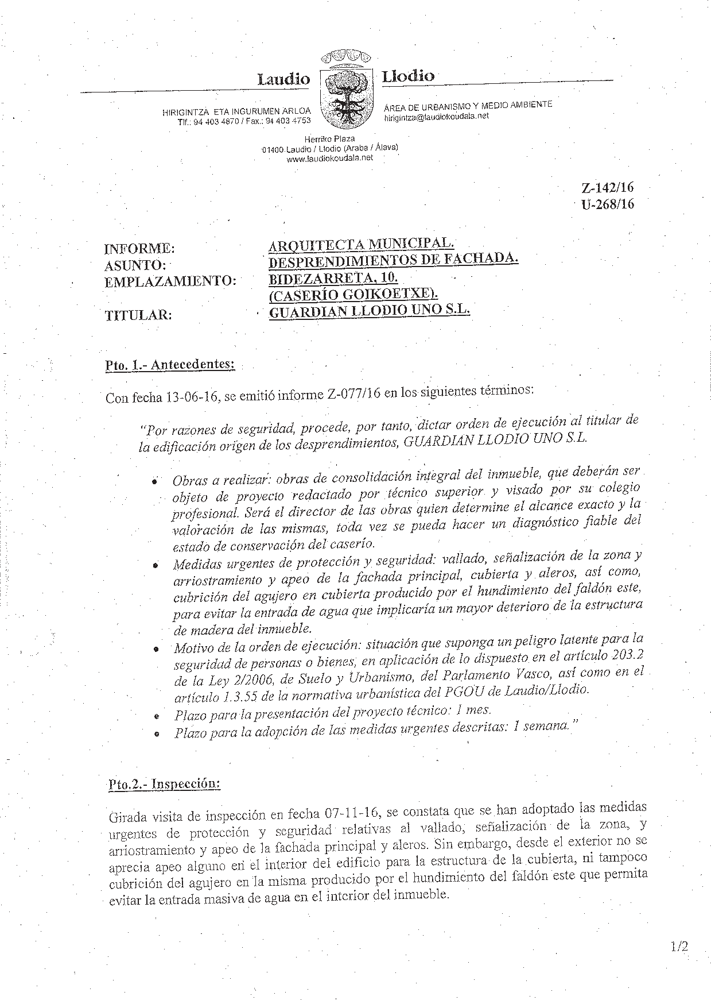 Laudio Llodio
HIRIGINTZA ETA INGURUMEN ARLOA
Tlf.: 94 403 4870 / Fax.: 94 403 4753
ÁREA DE URBANISMO Y MEDIO AMBIENTE
hirigintza@laudiokoudala.net
Herriko Plaza
01400 Laudio / Llodio (Araba / Álava)
www.laudiokoudala.net
Z-142/16
U-268/16
INFORME: ARQUITECTA MUNICIPAL.
ASUNTO: DESPRENDIMIENTOS DE FACHADA.
EMPLAZAMIENTO: BIDEZARRETA, 10.
(CASERÍO GOIKOETXE).
TITULAR: GUARDIAN LLODIO UNO S.L.
Pto. 1.- Antecedentes:
Con fecha 13-06-16, se emitió informe Z-077/16 en los siguientes términos:
“Por razones de seguridad, procede, por tanto, dictar orden de ejecución al titular de
la edificación origen de los desprendimientos, GUARDIAN LLODIO UNO S.L.
• Obras a realizar: obras de consolidación integral del inmueble, que deberán ser
objeto de proyecto redactado por técnico superior y visado por su colegio
profesional. Será el director de las obras quien determine el alcance exacto y la
valoración de las mismas, toda vez se pueda hacer un diagnóstico fiable del
estado de conservación del caserío.
• Medidas urgentes de protección y seguridad: vallado, señalización de la zona y
arriostramiento y apeo de la fachada principal, cubierta y aleros, así como,
cubrición del agujero en cubierta producido por el hundimiento del faldón este,
para evitar la entrada de agua que implicaría un mayor deterioro de la estructura
de madera del inmueble.
• Motivo de la orden de ejecución: situación que suponga un peligro latente para la
seguridad de personas o bienes, en aplicación de lo dispuesto en el artículo 203.2
de la Ley 2/2006, de Suelo y Urbanismo, del Parlamento Vasco, así como en el
artículo 1.3.55 de la normativa urbanística del PGOU de Laudio/Llodio.
• Plazo para la presentación del proyecto técnico: 1 mes.
• Plazo para la adopción de las medidas urgentes descritas: 1 semana.”
Pto.2.- Inspección:
Girada visita de inspección en fecha 07-11-16, se constata que se han adoptado las medidas
urgentes de protección y seguridad relativas al vallado, señalización de la zona, y
arriostramiento y apeo de la fachada principal y aleros. Sin embargo, desde el exterior no se
aprecia apeo alguno en el interior del edificio para la estructura de la cubierta, ni tampoco
cubrición del agujero en la misma producido por el hundimiento del faldón este que permita
evitar la entrada masiva de agua en el interior del inmueble.
1/2